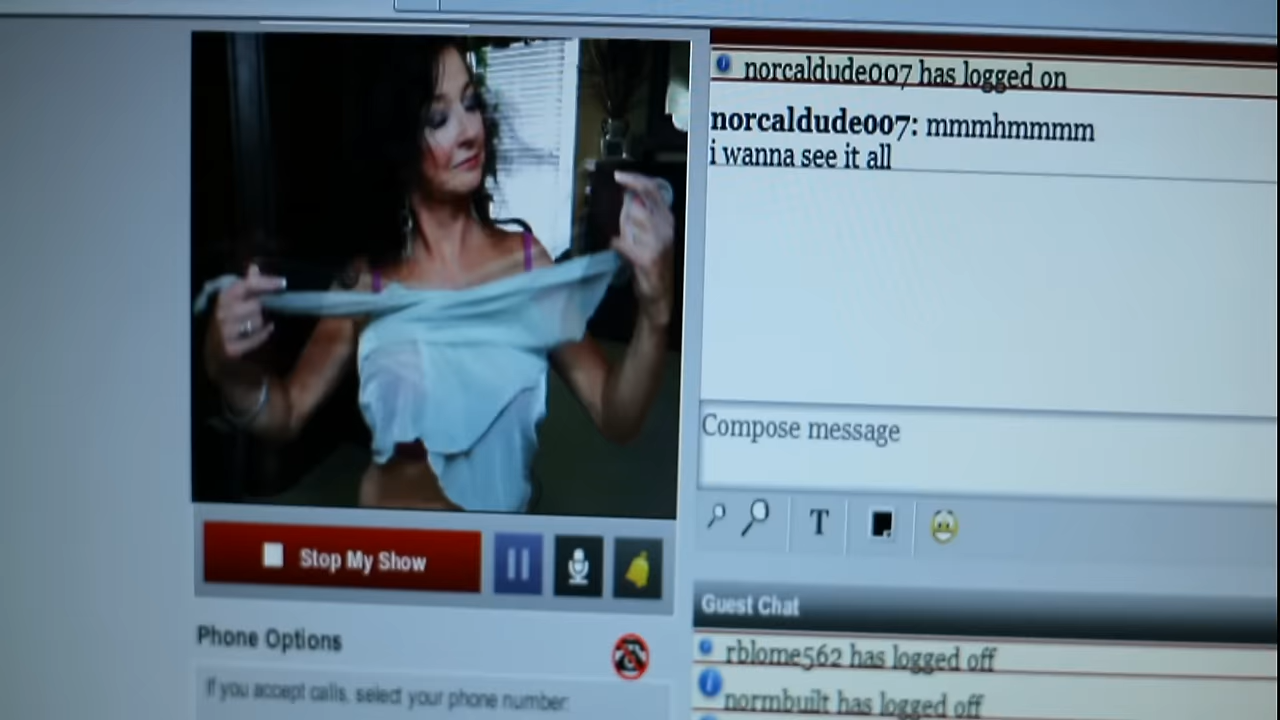 norcaldude007 has logged on
norcaldude007: mmmhmmmm
i wanna see it all
Compose message
T
Stop My Show
Guest Chat
Phone Options
rblome562 has logged off
If you accept calls, select your phone number:
normbuilt has logged off